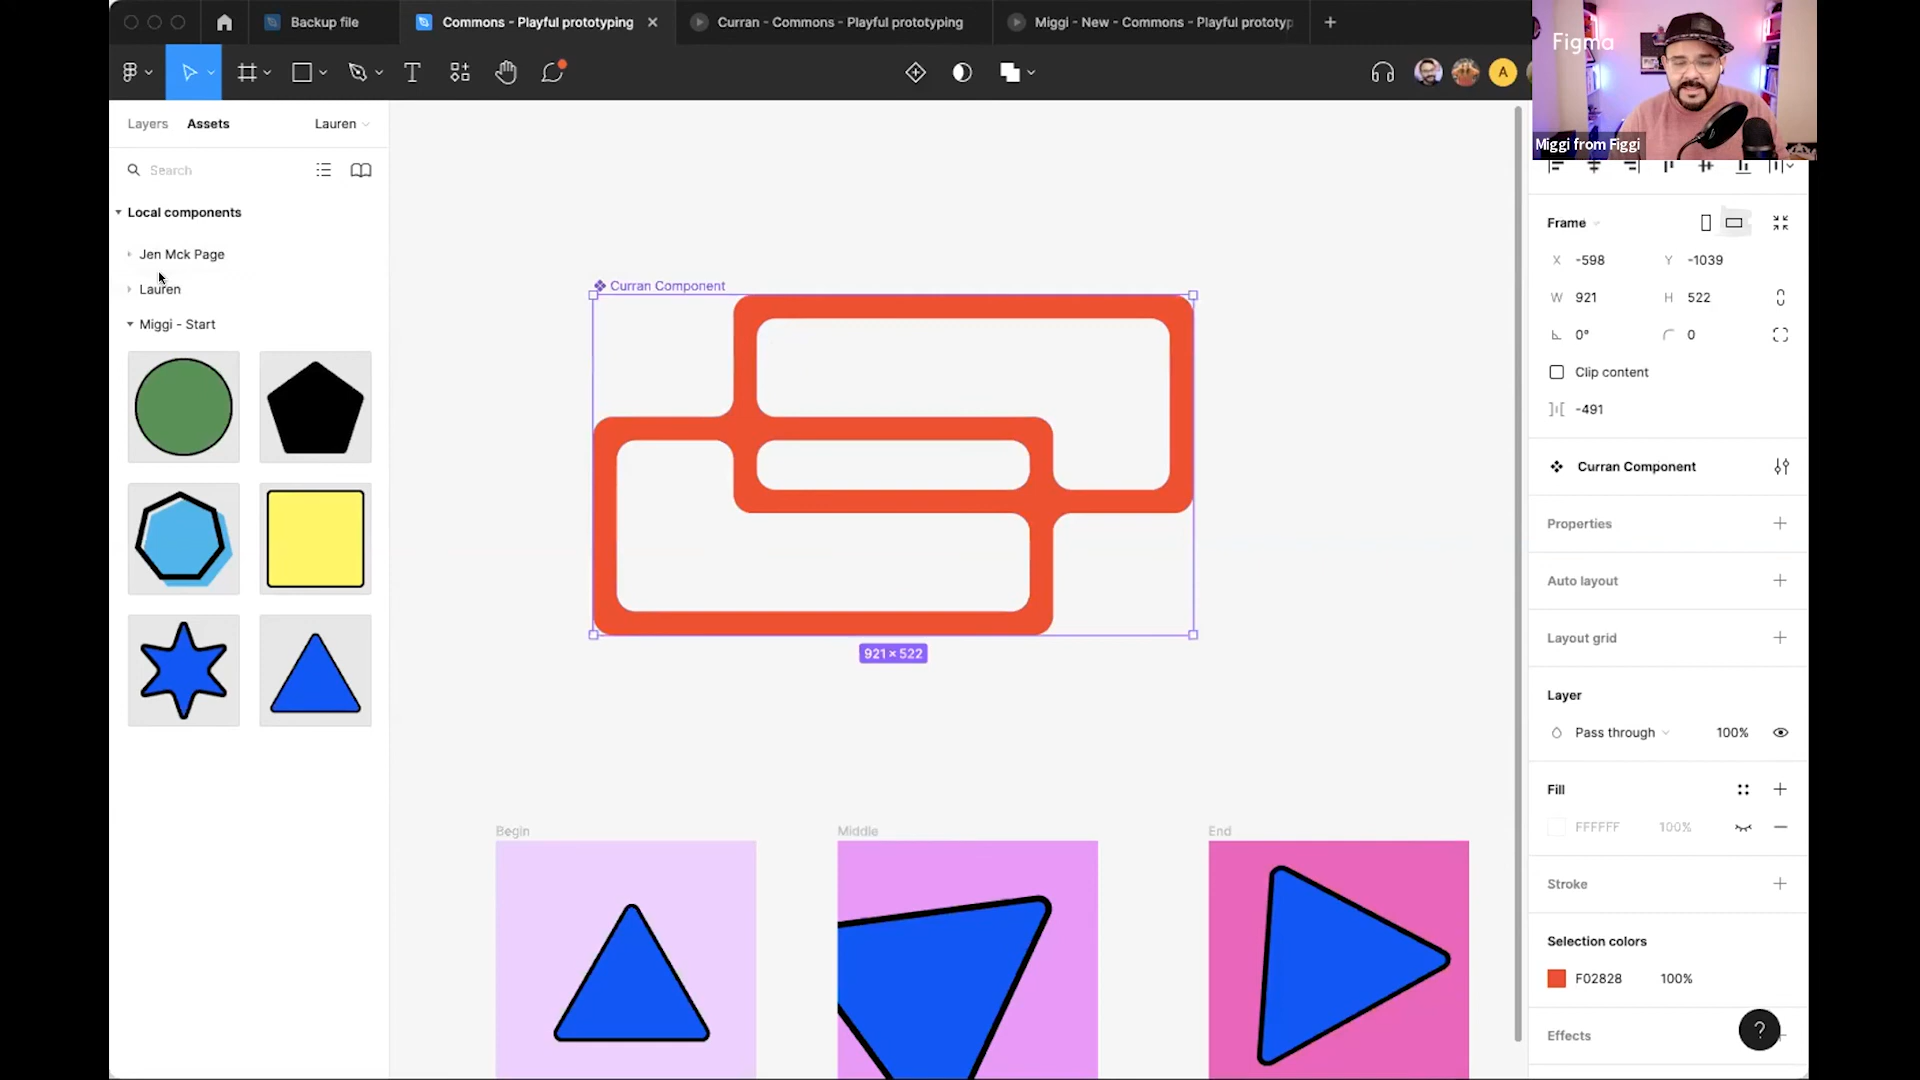 Backup file
Commons - Playful prototyping
Curran - Commons - Playful prototyping
Miggi - New - Commons - Playful prototyp
Figma
A
Miggi from Figgi
Layers
Assets
Lauren
Search
Local components
Jen Mck Page
Lauren
Miggi - Start
Curran Component
921 × 522
Begin
Middle
End
Frame
X -598
Y -1039
W 921
H 522
0°
0
Clip content
-491
Curran Component
Properties
Auto layout
Layout grid
Layer
Pass through
100%
Fill
FFFFFF
100%
Stroke
Selection colors
F02828
100%
Effects
?